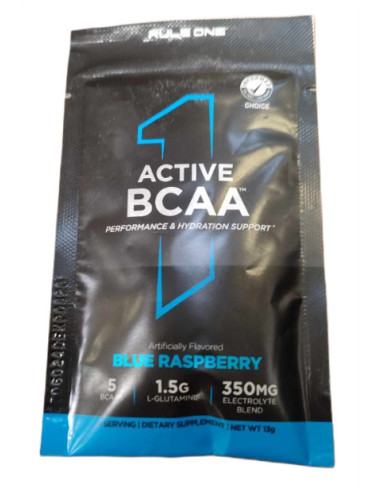 RULE ONE
CHOICE
1
ACTIVE
BCAA™
PERFORMANCE & HYDRATION SUPPORT*
Artificially Flavored
BLUE RASPBERRY
5 1.5G 350MG
BCAA L-GLUTAMINE ELECTROLYTE
BLEND
SERVING | DIETARY SUPPLEMENT | NET WT 13g